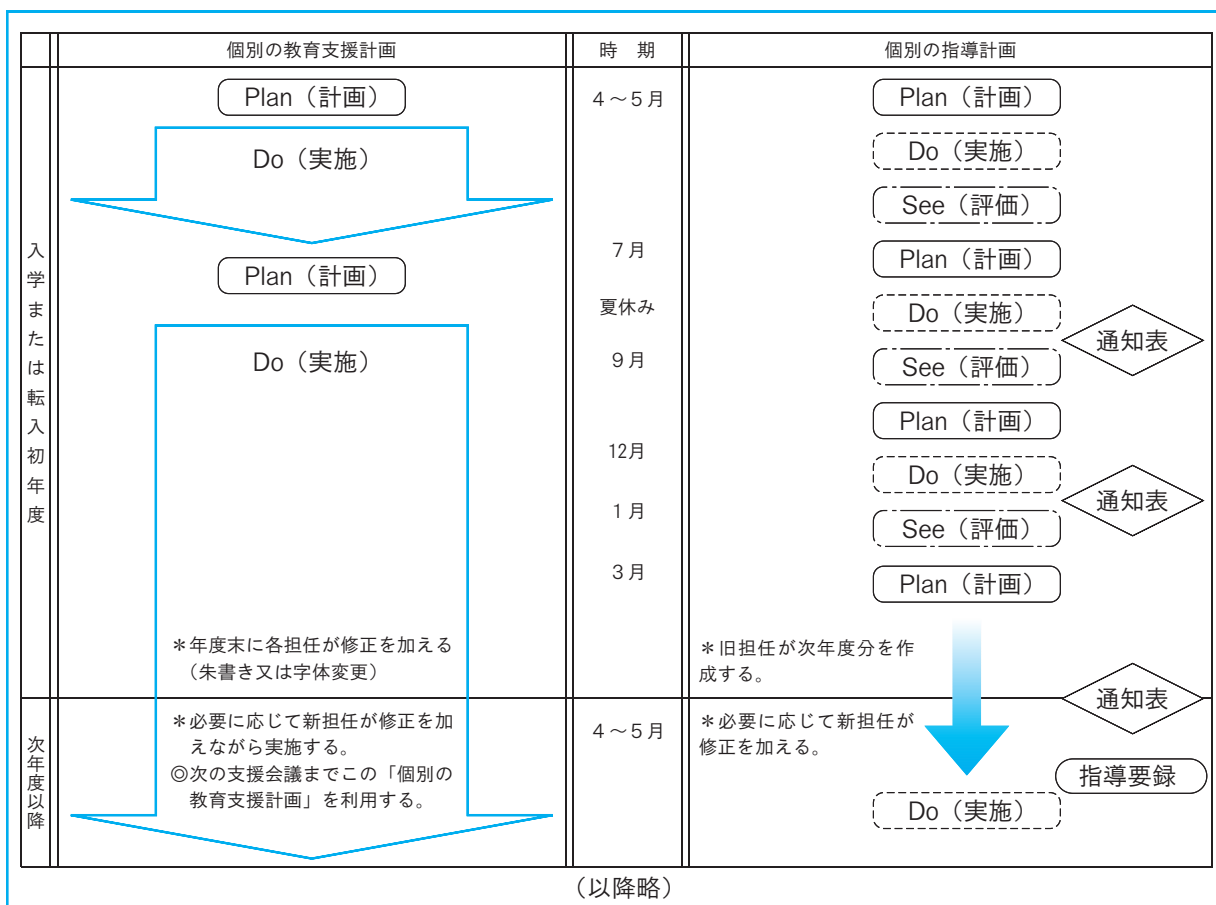 個別の教育支援計画
時　期
個別の指導計画
入学または転入初年度
Plan（計画）
４～５月
Plan（計画）
Do（実施）
Do（実施）
See（評価）
７月
Plan（計画）
Plan（計画）
夏休み
Do（実施）
通知表
Do（実施）
９月
See（評価）
Plan（計画）
12月
Do（実施）
通知表
１月
See（評価）
３月
Plan（計画）
＊年度末に各担任が修正を加える
（朱書き又は字体変更）
＊旧担任が次年度分を作
成する。
通知表
次年度以降
＊必要に応じて新担任が修正を加
えながら実施する。
◎次の支援会議までこの「個別の
教育支援計画」を利用する。
４～５月
＊必要に応じて新担任が
修正を加える。
指導要録
Do（実施）
（以降略）